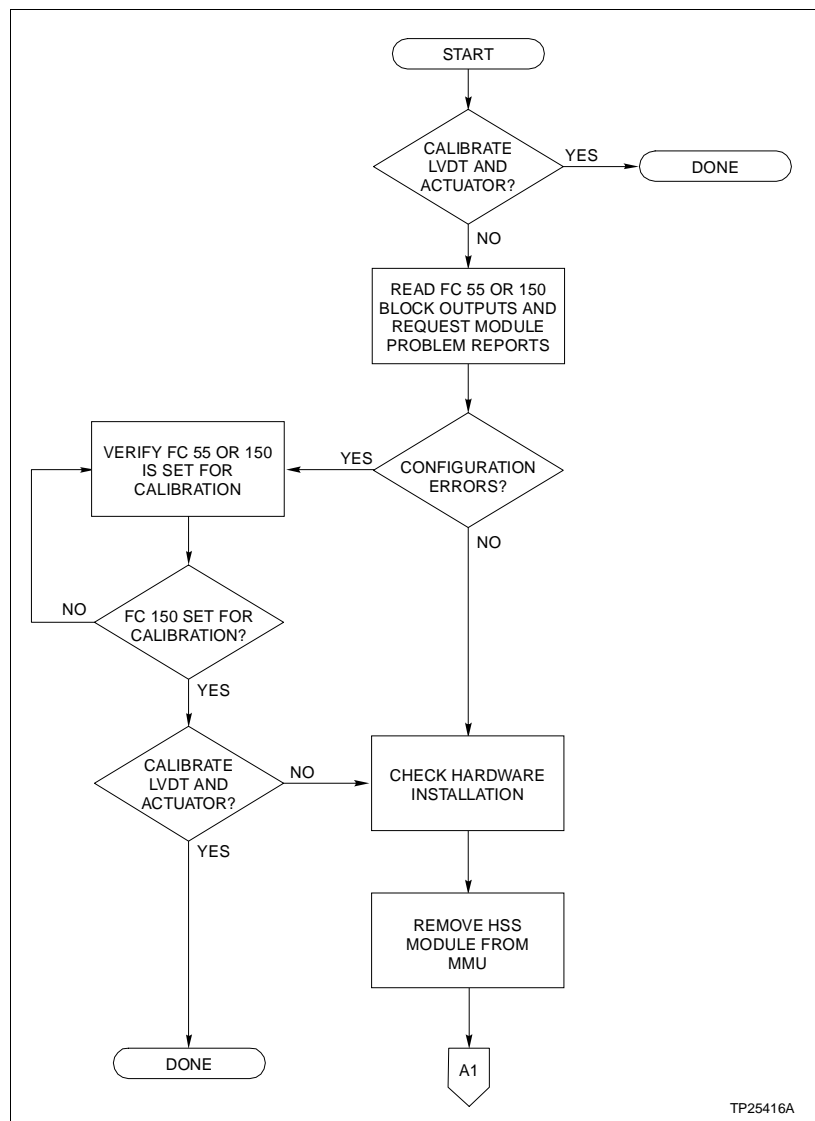 START
CALIBRATE
LVDT AND
ACTUATOR?
YES
DONE
NO
READ FC 55 OR 150
BLOCK OUTPUTS AND
REQUEST MODULE
PROBLEM REPORTS
CONFIGURATION
ERRORS?
YES
NO
VERIFY FC 55 OR 150
IS SET FOR
CALIBRATION
FC 150 SET FOR
CALIBRATION?
NO
YES
CALIBRATE
LVDT AND
ACTUATOR?
NO
YES
CHECK HARDWARE
INSTALLATION
REMOVE HSS
MODULE FROM
MMU
DONE
A1
TP25416A